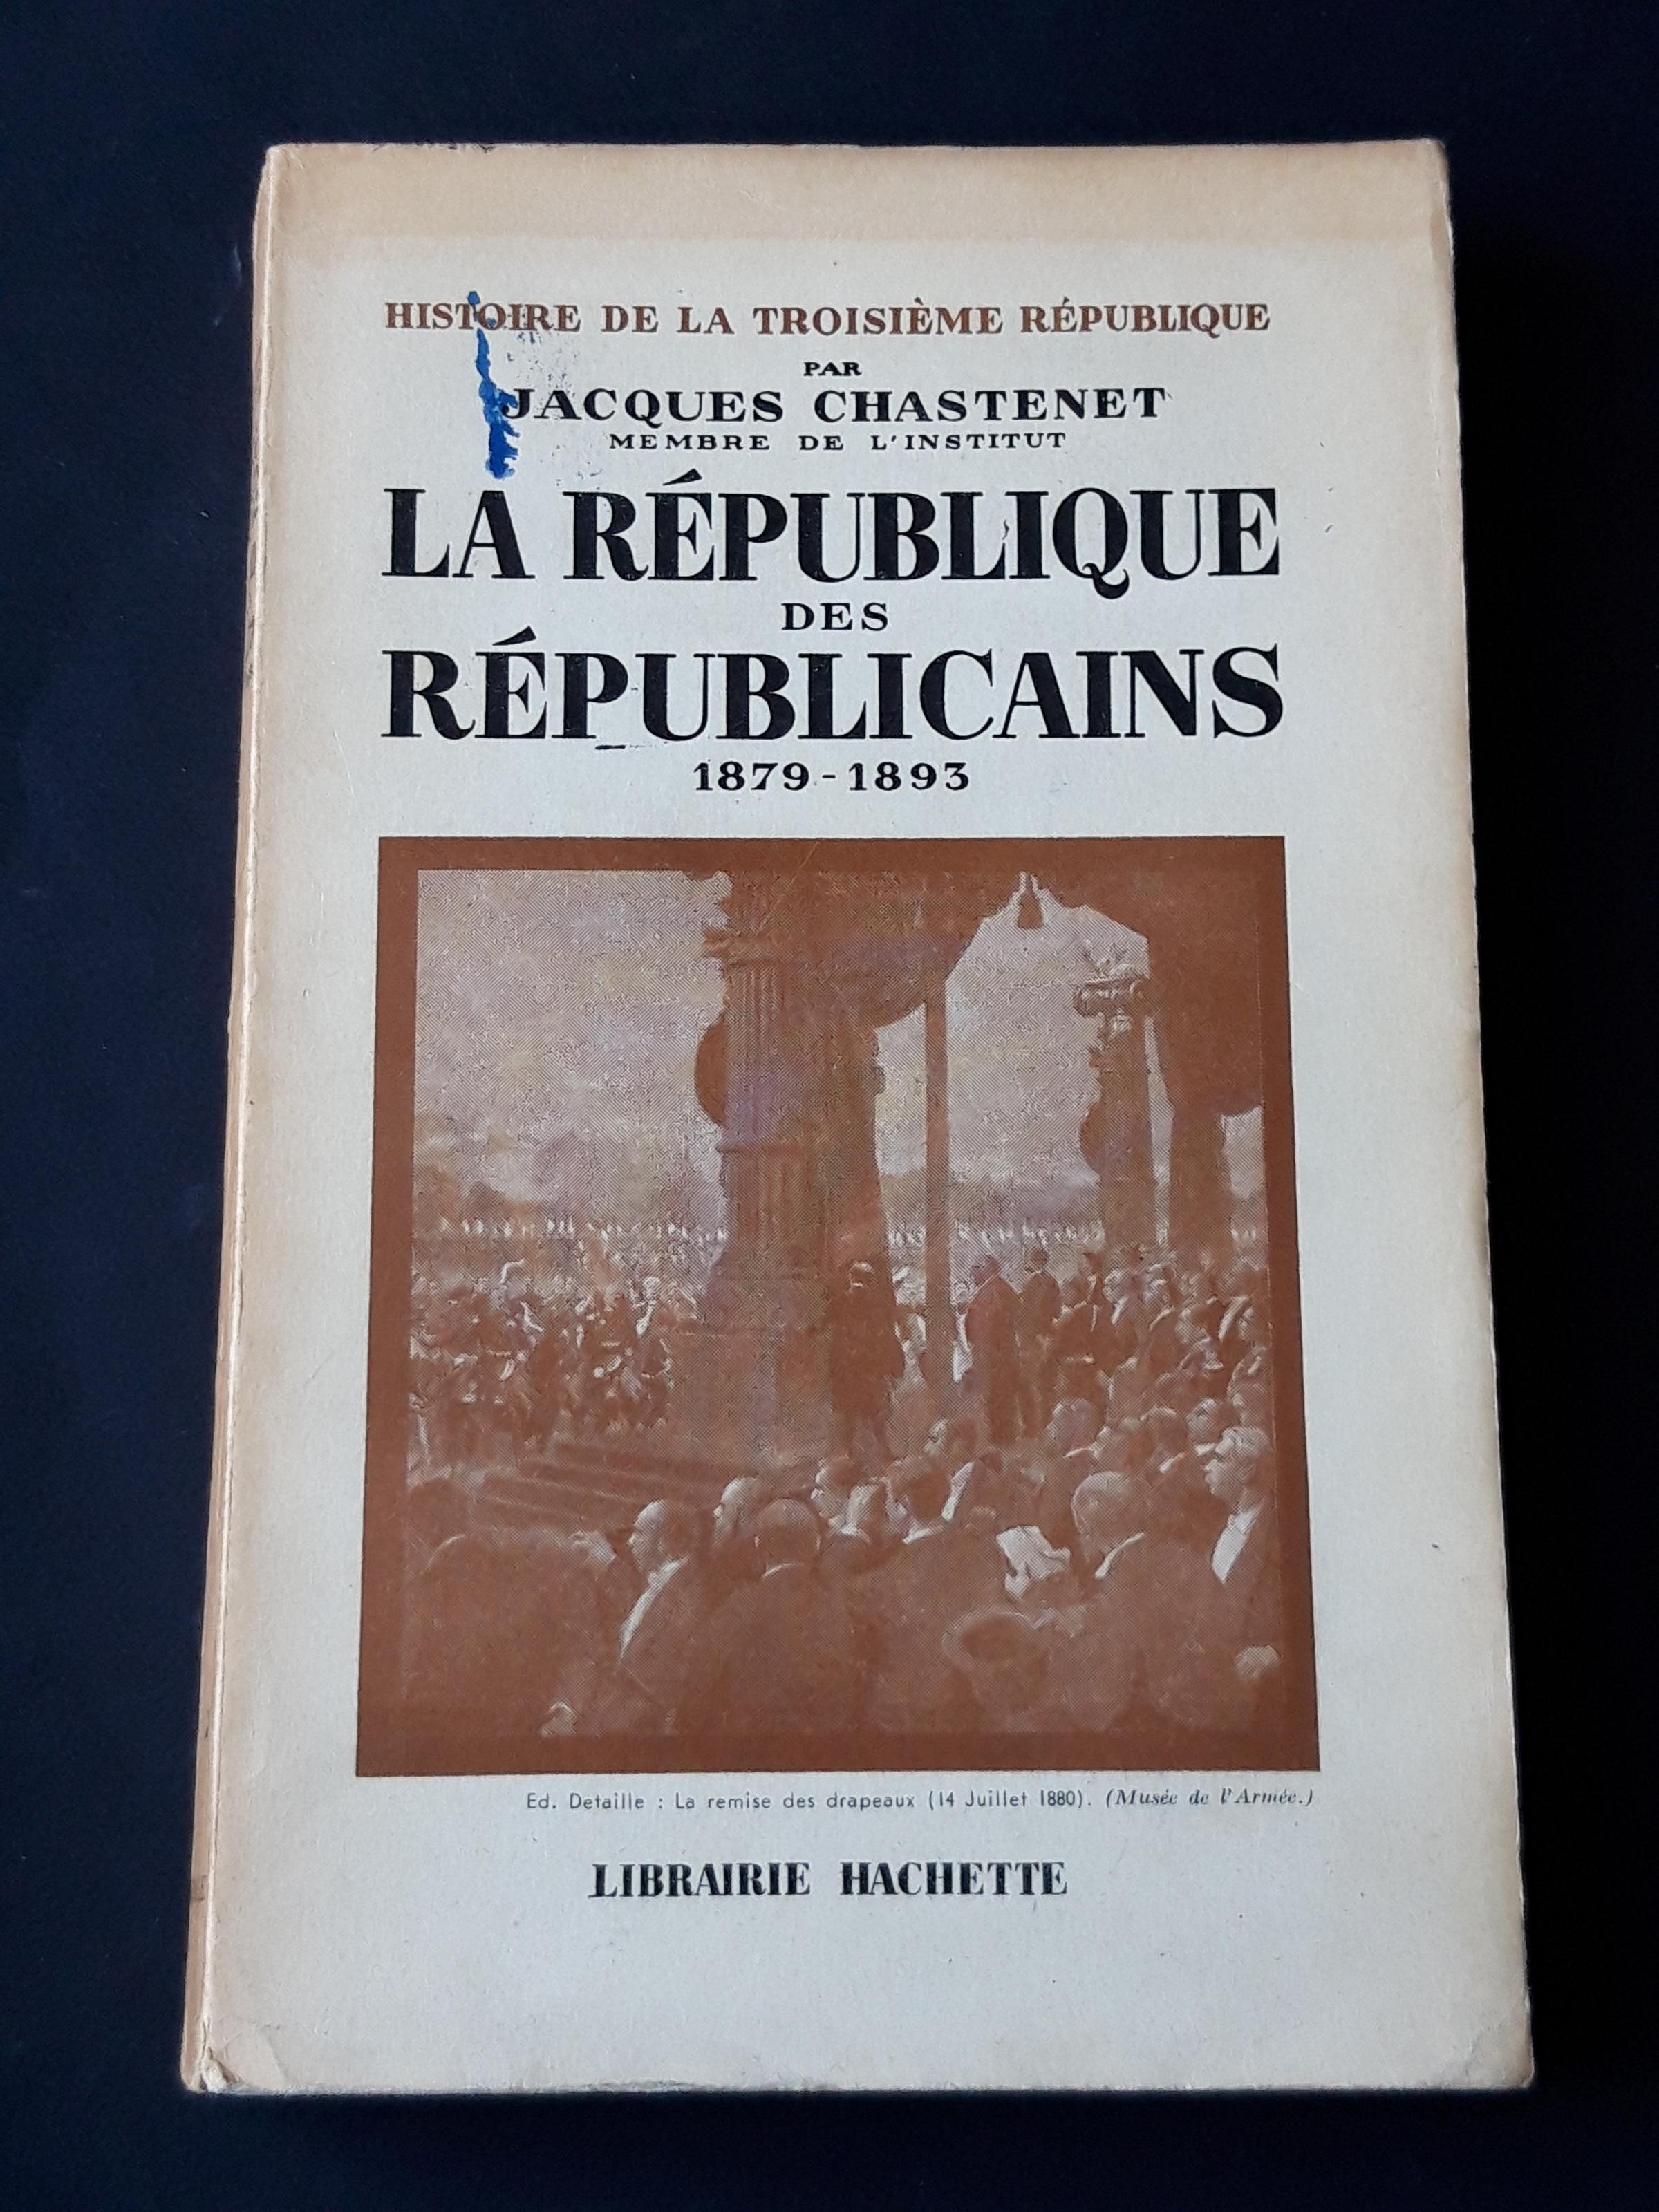 HISTOIRE DE LA TROISIÈME RÉPUBLIQUE
PAR
JACQUES CHASTENET
MEMBRE DE L'INSTITUT
LA RÉPUBLIQUE
DES
RÉPUBLICAINS
1879-1893
Ed. Detaille : La remise des drapeaux (14 Juillet 1880). (Musée de l'Armée.)
LIBRAIRIE HACHETTE